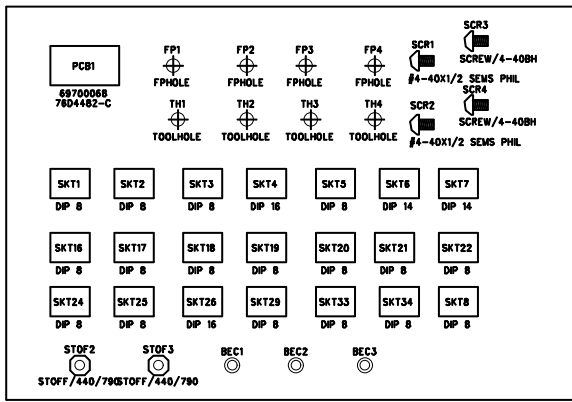 SCR3
FP1 FP2 FP3 FP4 SCR1
PCB1
SCREW/4-40BH
FPHOLE FPHOLE FPHOLE FPHOLE #4-40X1/2 SEMS PHIL
69700068
76D4482-C
TH1 TH2 TH3 TH4 SCR2 SCR4
SCREW/4-40BH
TOOLHOLE TOOLHOLE TOOLHOLE TOOLHOLE #4-40X1/2 SEMS PHIL
SKT1 SKT2 SKT3 SKT4 SKT5 SKT6 SKT7
DIP 8 DIP 8 DIP 8 DIP 16 DIP 8 DIP 14 DIP 14
SKT16 SKT17 SKT18 SKT19 SKT20 SKT21 SKT22
DIP 8 DIP 8 DIP 8 DIP 8 DIP 8 DIP 8 DIP 8
SKT24 SKT25 SKT26 SKT29 SKT33 SKT34 SKT8
DIP 8 DIP 8 DIP 16 DIP 8 DIP 8 DIP 8 DIP 8
STOF2 STOF3 BEC1 BEC2 BEC3
STOFF/440/790 STOFF/440/790